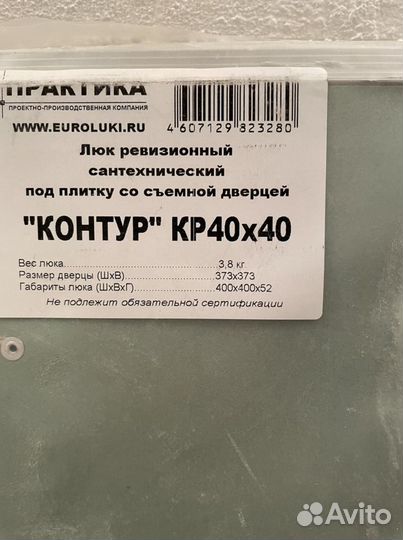 ПРАКТИКА
ПРОЕКТНО-ПРОИЗВОДСТВЕННАЯ КОМПАНИЯ
WWW.EUROLUKI.RU
4 607129 823280
Люк ревизионный
сантехнический
под плитку со съемной дверцей
"КОНТУР" КР40х40
Вес люка 3,8 кг
Размер дверцы (ШхВ) 373х373
Габариты люка (ШхВхГ) 400х400х52
Не подлежит обязательной сертификации
Avito